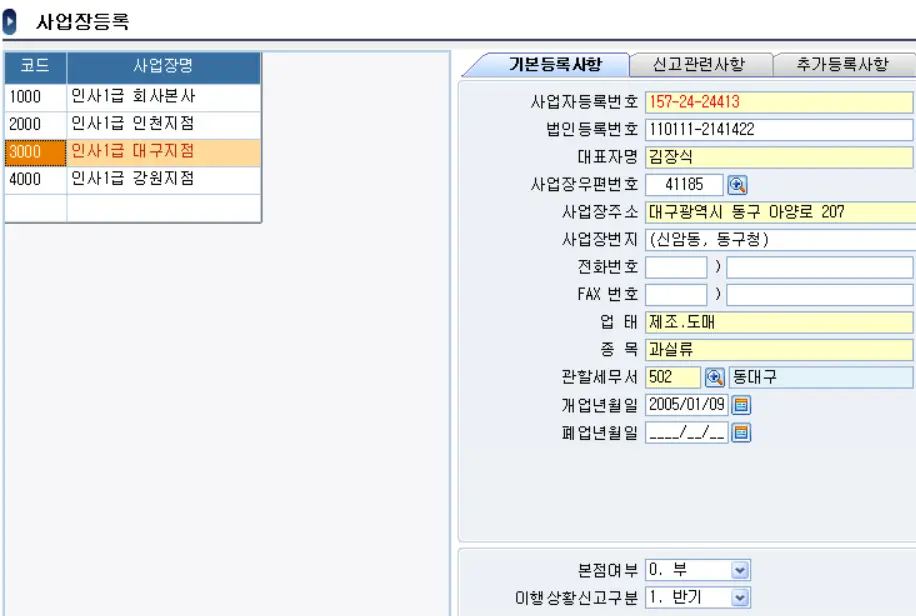 사업장등록
코드 사업장명
1000 인사1급 회사본사
2000 인사1급 인천지점
3000 인사1급 대구지점
4000 인사1급 강원지점
기본등록사항 신고관련사항 추가등록사항
사업자등록번호 157-24-24413
법인등록번호 110111-2141422
대표자명 김장식
사업장우편번호 41185
사업장주소 대구광역시 동구 아양로 207
사업장번지 (신암동, 동구청)
전화번호 )
FAX 번호 )
업 태 제조.도매
종 목 과실류
관할세무서 502 동대구
개업년월일 2005/01/09
폐업년월일 ____/__/__
본점여부 0. 부
이행상황신고구분 1. 반기